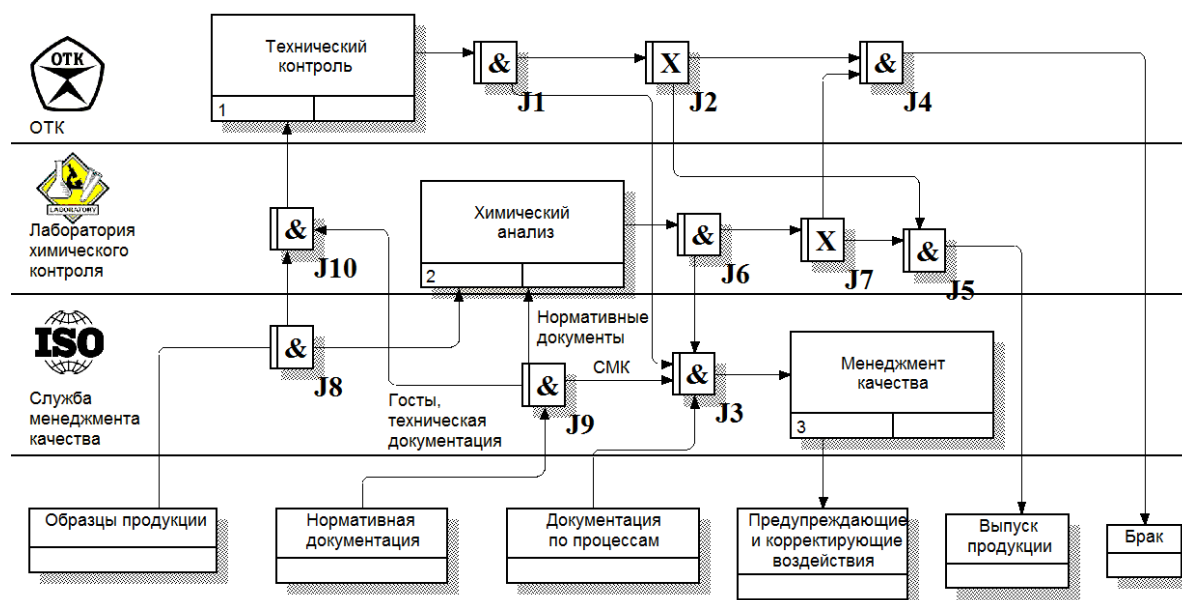 Технический
контроль
1
&
J1
X
J2
&
J4
ОТК
ОТК
LABORATORY
Лаборатория
химического
контроля
&
J10
Химический
анализ
2
&
J6
X
J7
&
J5
ISO
Служба
менеджмента
качества
&
J8
Нормативные
документы
Госты,
техническая
документация
&
J9
СМК
&
J3
Менеджмент
качества
3
Образцы продукции
Нормативная
документация
Документация
по процессам
Предупреждающие
и корректирующие
воздействия
Выпуск
продукции
Брак